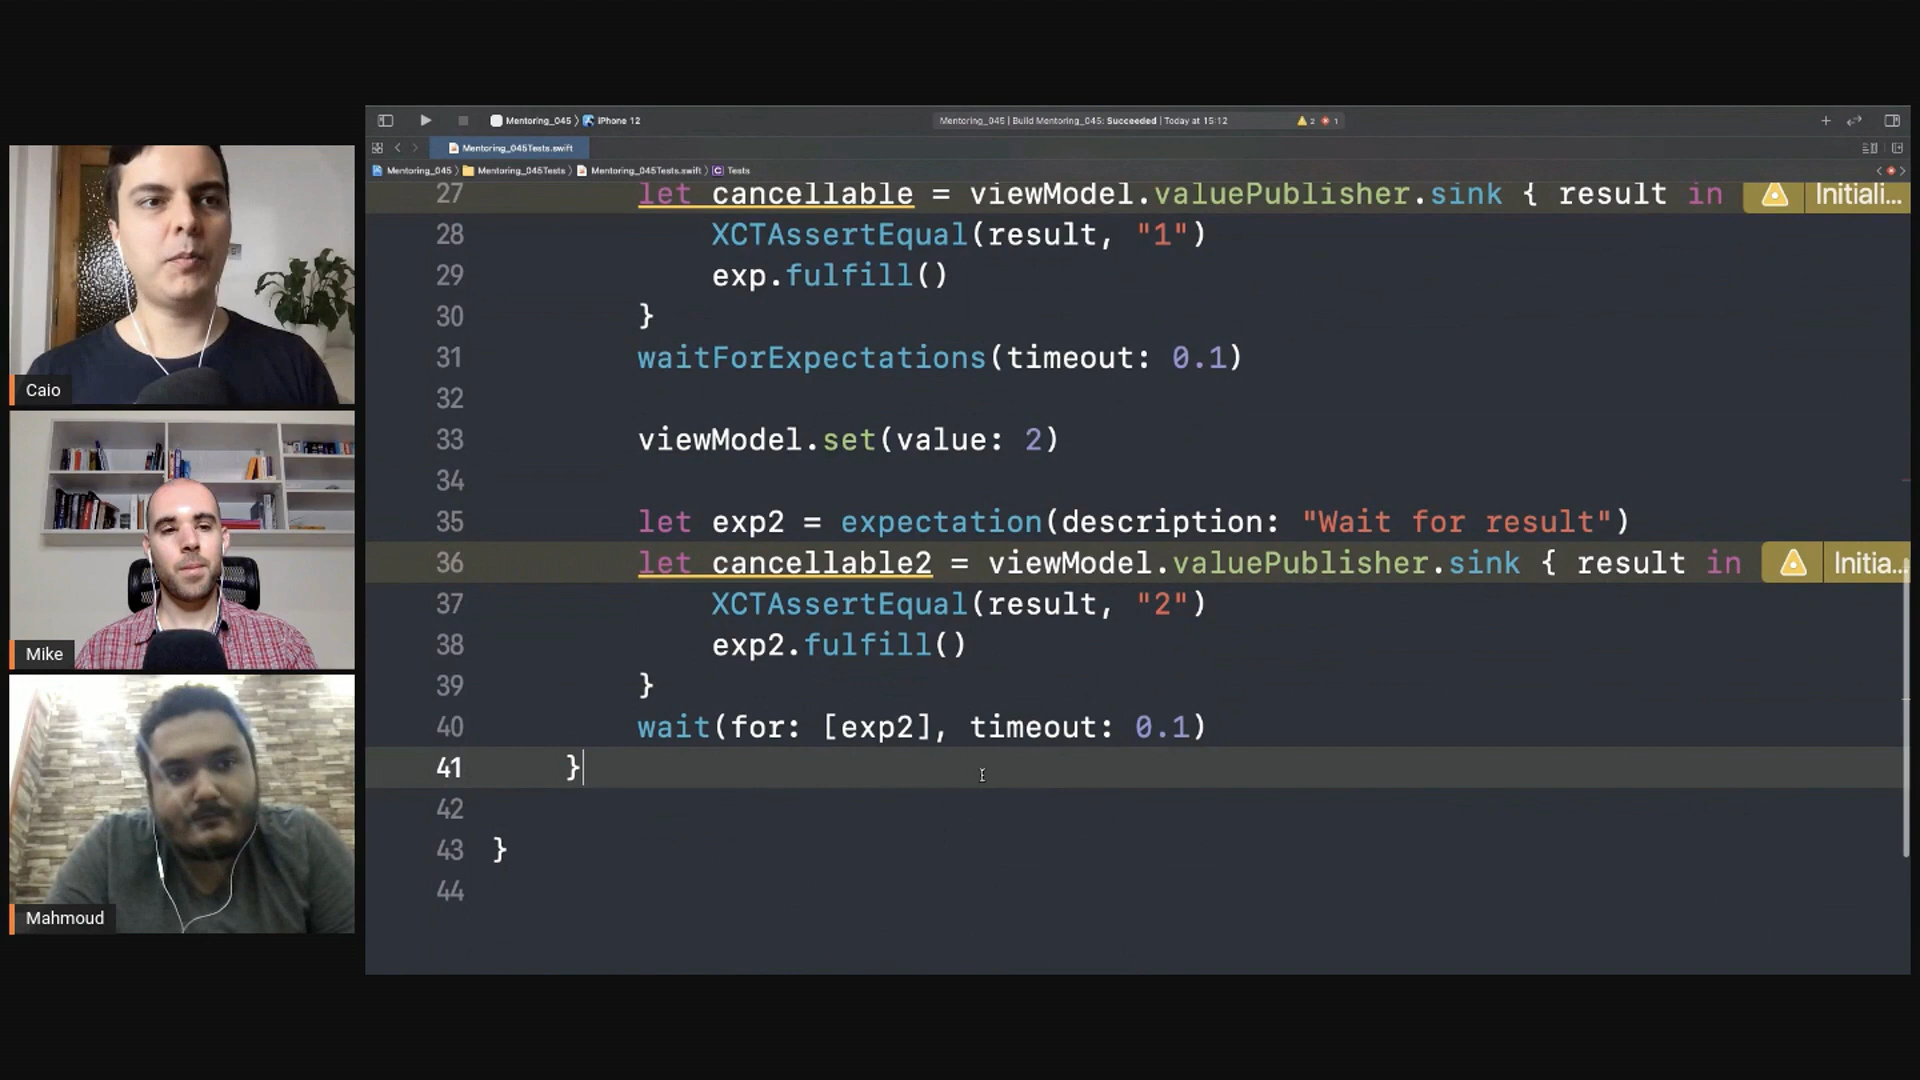 Caio
Mike
Mahmoud
Mentoring_045 〉 iPhone 12
Mentoring_045 | Build Mentoring_045: Succeeded | Today at 15:12
2
1
Mentoring_045Tests.swift
Mentoring_045 〉 Mentoring_045Tests 〉 Mentoring_045Tests.swift 〉 C Tests
27 let cancellable = viewModel.valuePublisher.sink { result in Initiali...
28 XCTAssertEqual(result, "1")
29 exp.fulfill()
30 }
31 waitForExpectations(timeout: 0.1)
32
33 viewModel.set(value: 2)
34
35 let exp2 = expectation(description: "Wait for result")
36 let cancellable2 = viewModel.valuePublisher.sink { result in Initia...
37 XCTAssertEqual(result, "2")
38 exp2.fulfill()
39 }
40 wait(for: [exp2], timeout: 0.1)
41 }
42
43 }
44